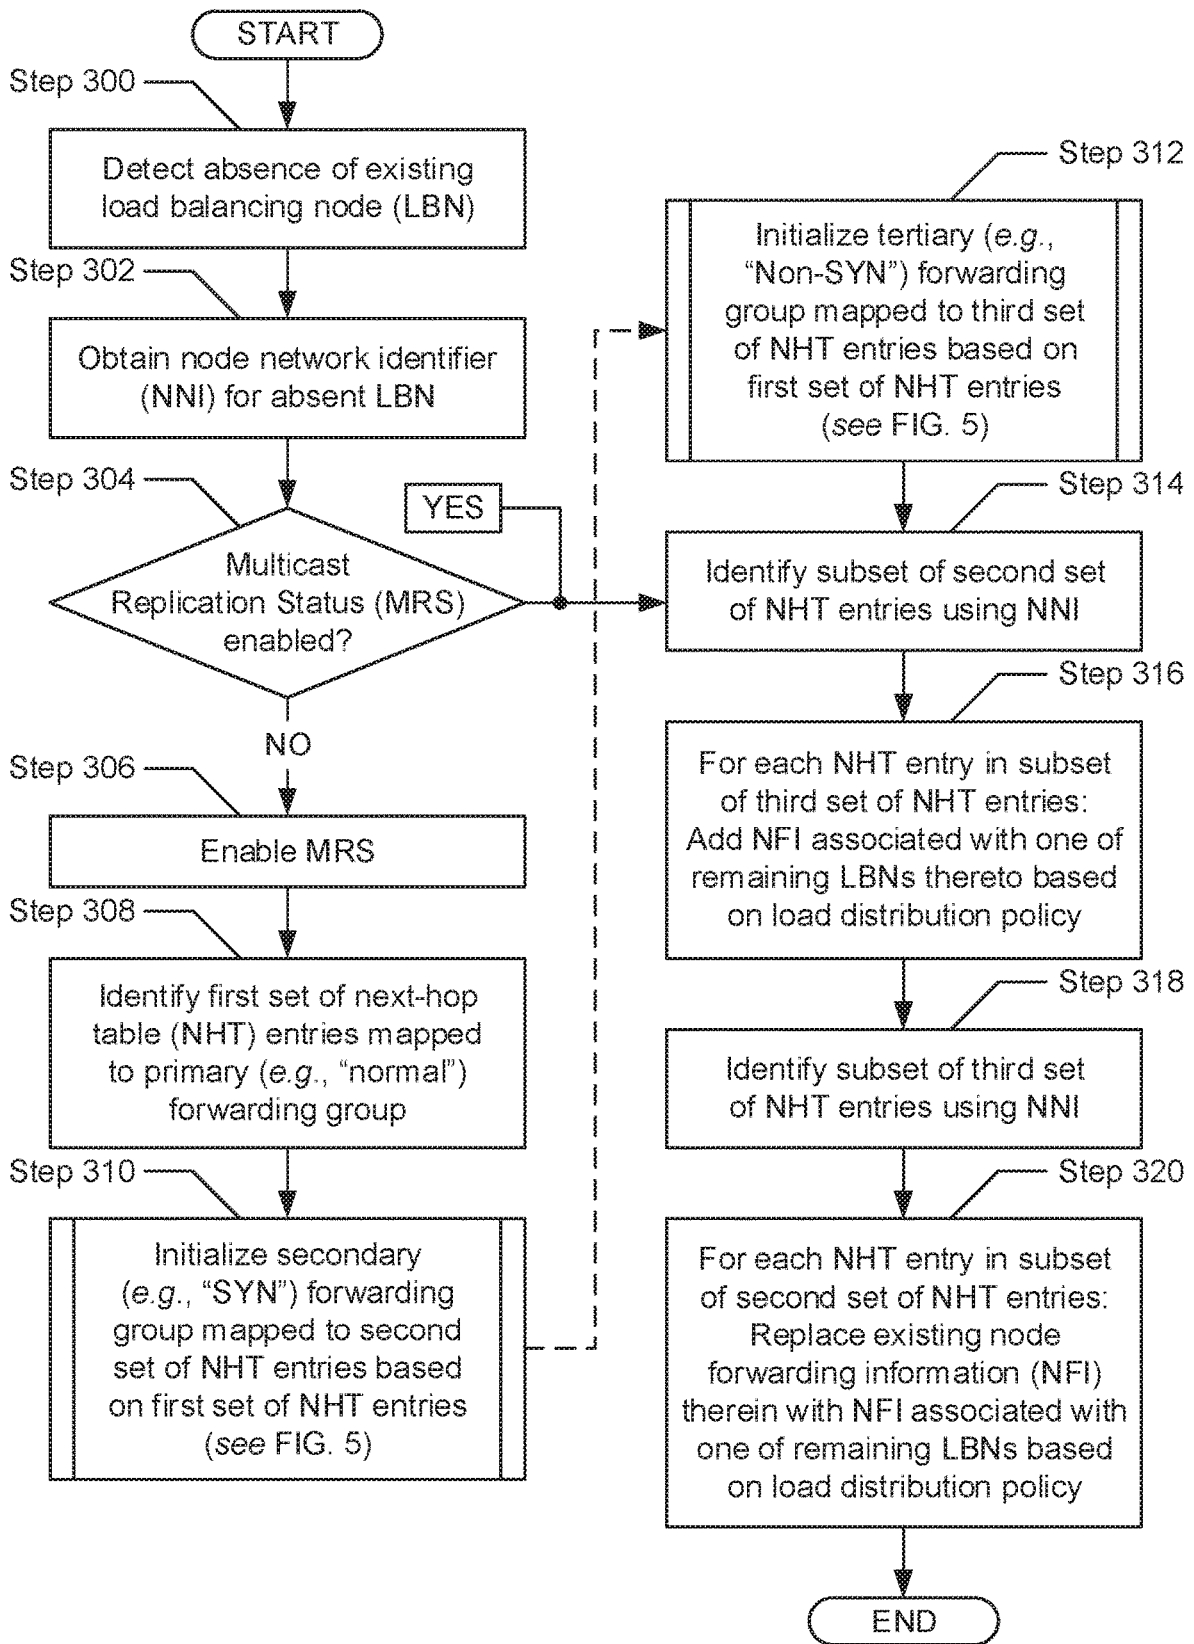 START
Step 300
Detect absence of existing
load balancing node (LBN)
Step 302
Obtain node network identifier
(NNI) for absent LBN
Step 304
YES
Multicast
Replication Status (MRS)
enabled?
NO
Step 306
Enable MRS
Step 308
Identify first set of next-hop
table (NHT) entries mapped
to primary (e.g., “normal”)
forwarding group
Step 310
Initialize secondary
(e.g., “SYN”) forwarding
group mapped to second
set of NHT entries based
on first set of NHT entries
(see FIG. 5)
Step 312
Initialize tertiary (e.g.,
“Non-SYN”) forwarding
group mapped to third set
of NHT entries based on
first set of NHT entries
(see FIG. 5)
Step 314
Identify subset of second set
of NHT entries using NNI
Step 316
For each NHT entry in subset
of third set of NHT entries:
Add NFI associated with one of
remaining LBNs thereto based
on load distribution policy
Step 318
Identify subset of third set
of NHT entries using NNI
Step 320
For each NHT entry in subset
of second set of NHT entries:
Replace existing node
forwarding information (NFI)
therein with NFI associated with
one of remaining LBNs based
on load distribution policy
END